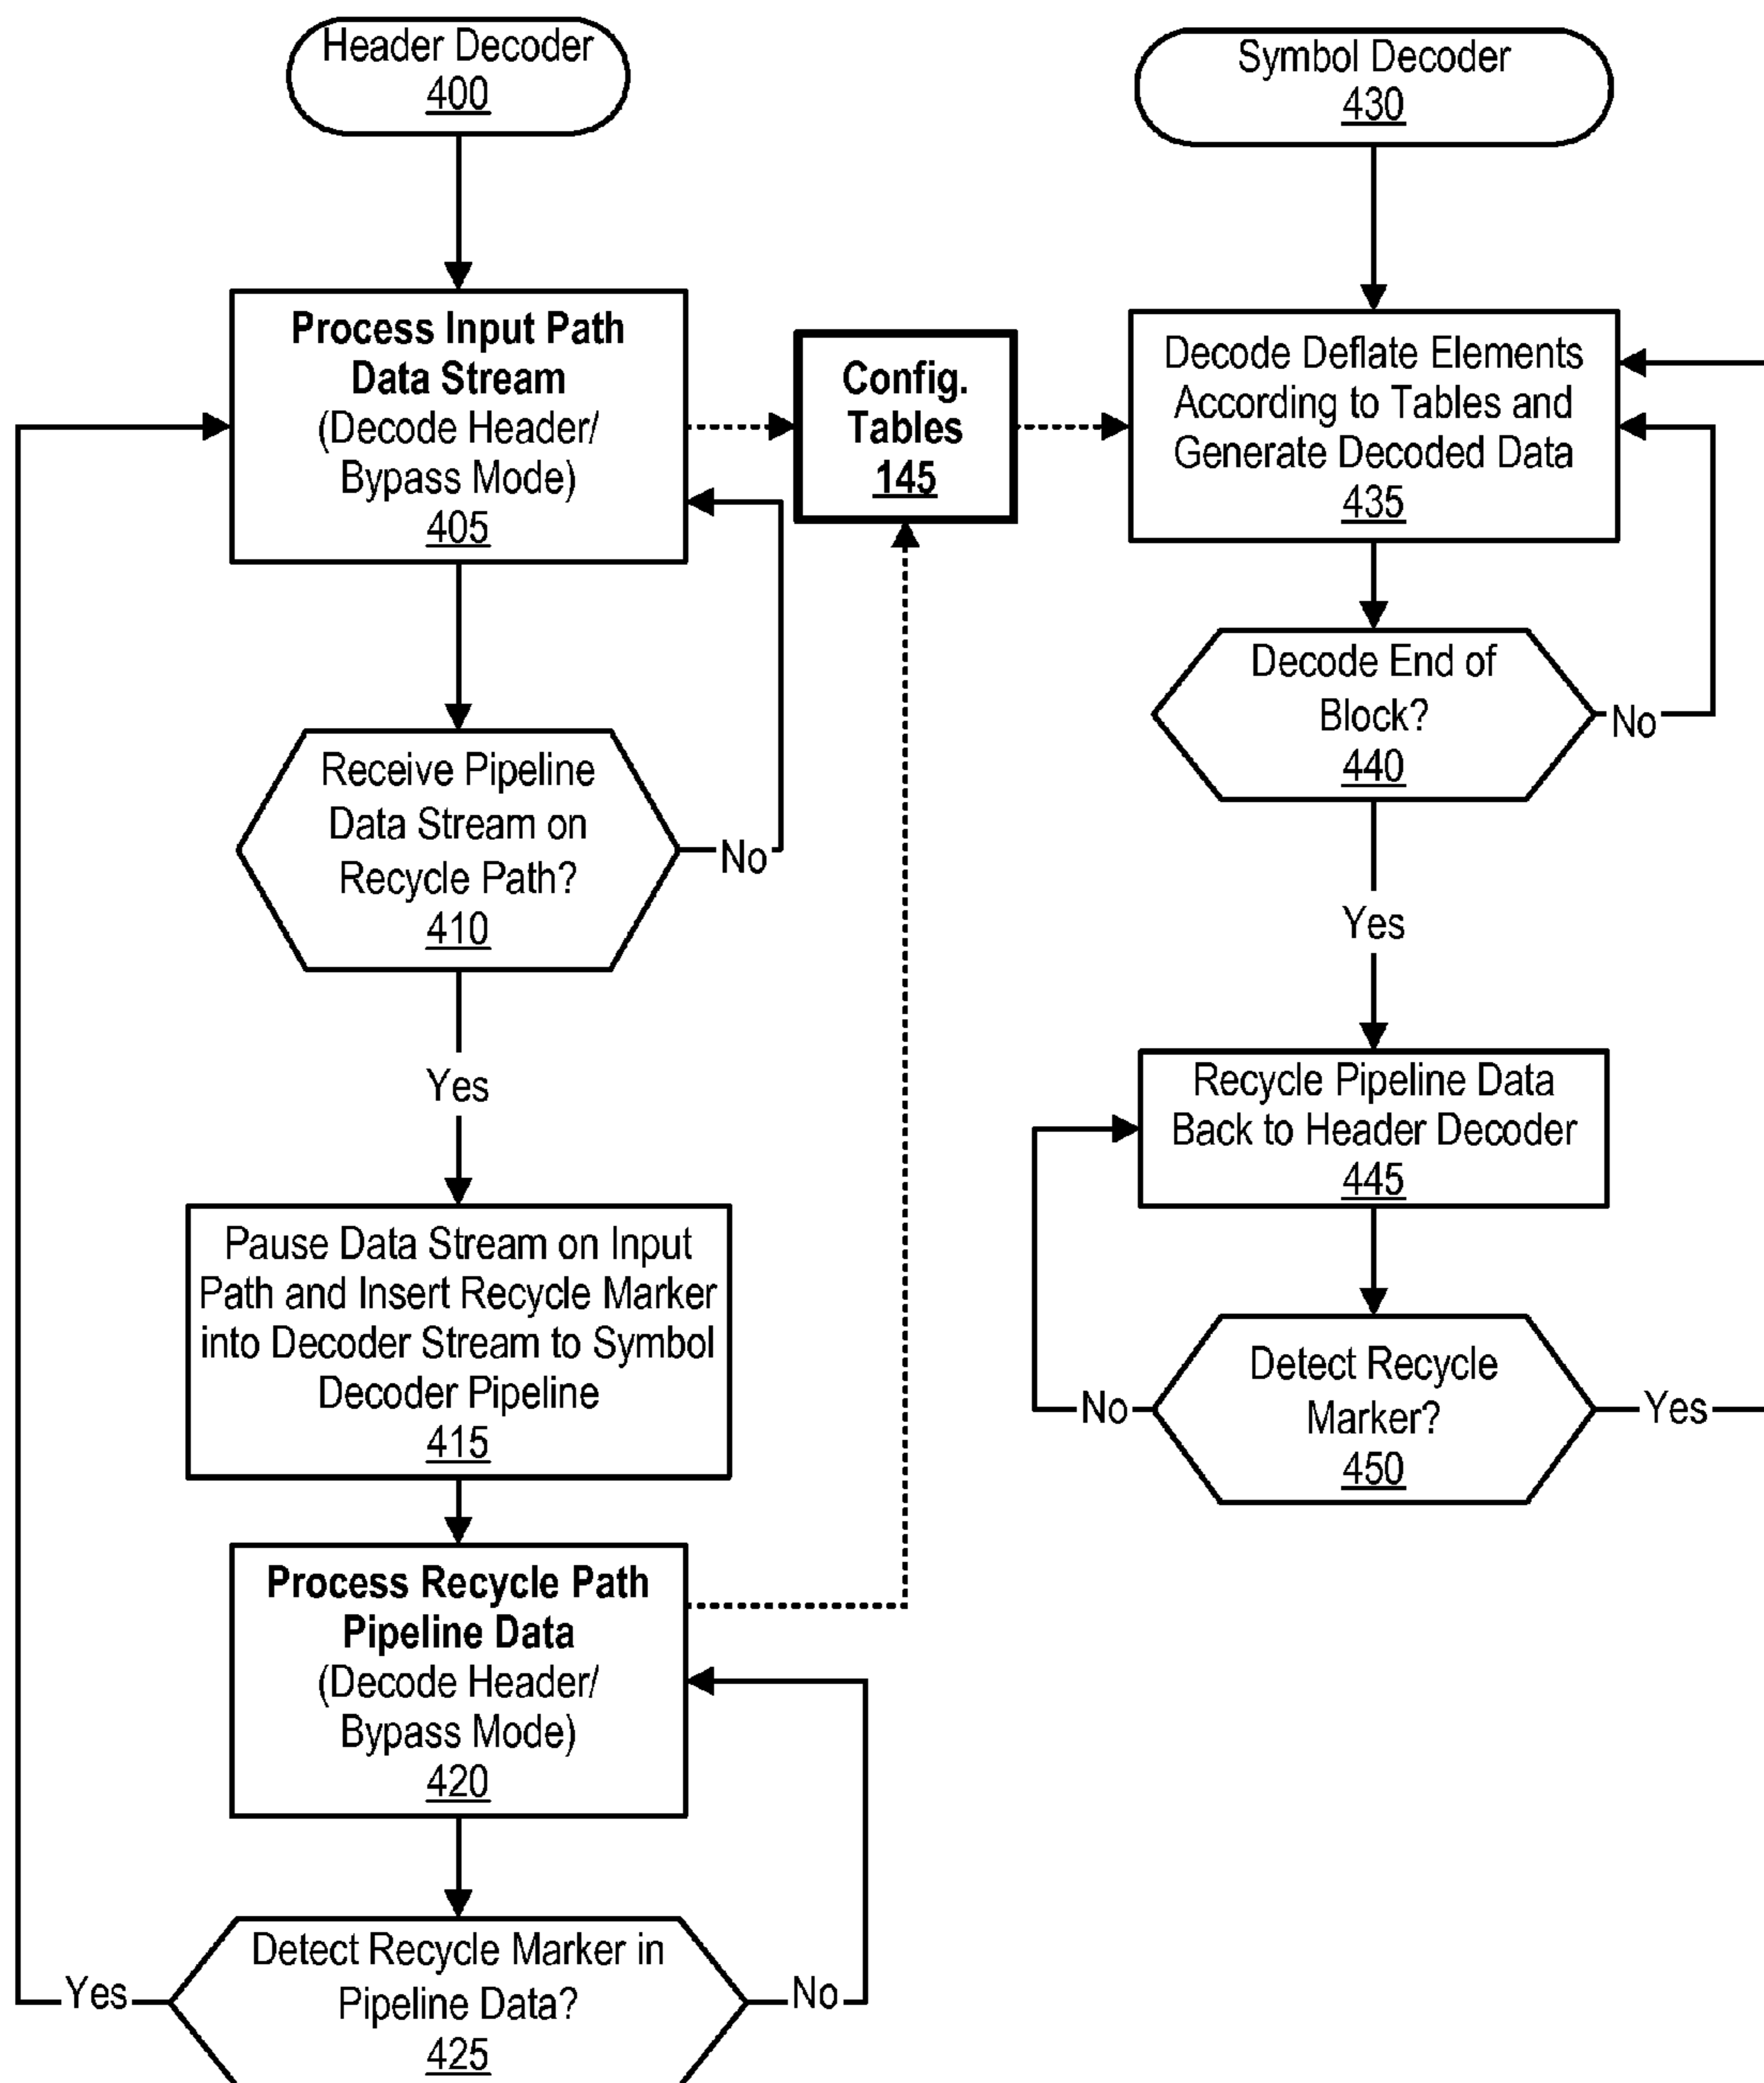 Header Decoder
400
Process Input Path
Data Stream
(Decode Header/
Bypass Mode)
405
Receive Pipeline
Data Stream on
Recycle Path?
410
No
Yes
Pause Data Stream on Input
Path and Insert Recycle Marker
into Decoder Stream to Symbol
Decoder Pipeline
415
Process Recycle Path
Pipeline Data
(Decode Header/
Bypass Mode)
420
Detect Recycle Marker in
Pipeline Data?
425
Yes
No
Config.
Tables
145
Symbol Decoder
430
Decode Deflate Elements
According to Tables and
Generate Decoded Data
435
Decode End of
Block?
440
No
Yes
Recycle Pipeline Data
Back to Header Decoder
445
Detect Recycle
Marker?
450
No
Yes